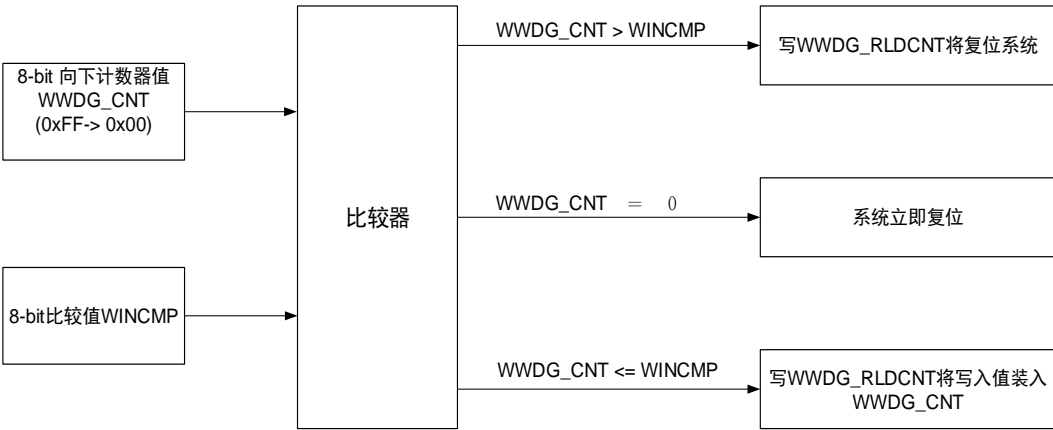 8-bit 向下计数器值
WWDG_CNT
(0xFF-> 0x00)
8-bit比较值WINCMP
比较器
WWDG_CNT > WINCMP
写WWDG_RLDCNT将复位系统
WWDG_CNT = 0
系统立即复位
WWDG_CNT <= WINCMP
写WWDG_RLDCNT将写入值装入
WWDG_CNT